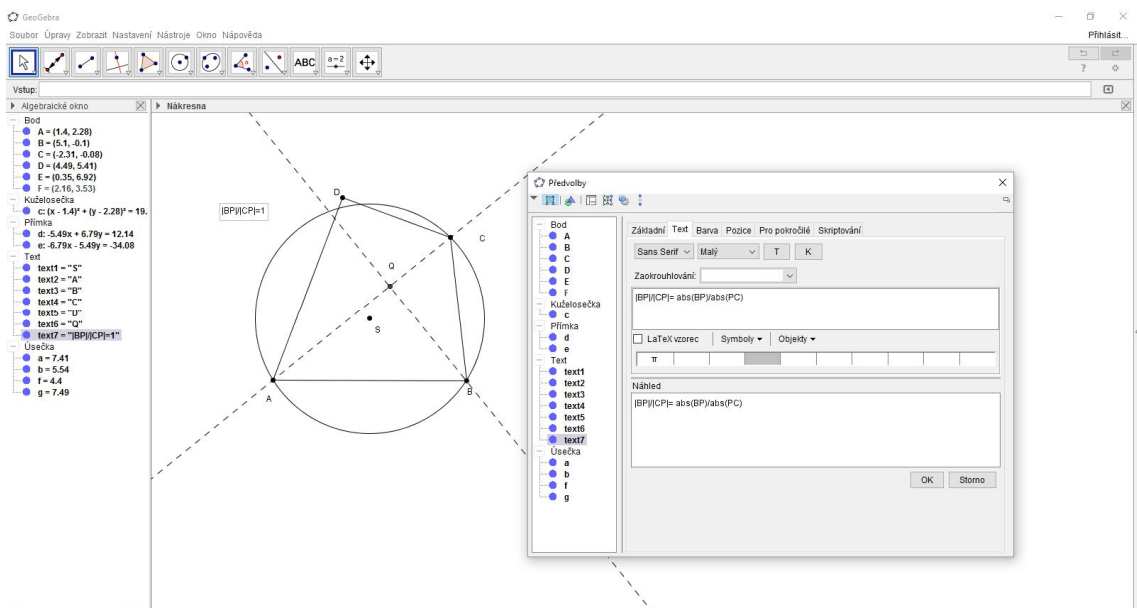 GeoGebra
Soubor Úpravy Zobrazit Nastavení Nástroje Okno Nápověda
Přihlásit...
ABC a=2
?
Vstup:
Algebraické okno
Nákresna
Bod
A = (1.4, 2.28)
B = (5.1, -0.1)
C = (-2.31, -0.08)
D = (4.49, 5.41)
E = (0.35, 6.92)
F = (2.16, 3.53)
Kuželosečka
c: (x - 1.4)² + (y - 2.28)² = 19.
Přímka
d: -5.49x + 6.79y = 12.14
e: -6.79x - 5.49y = -34.08
Text
text1 = "S"
text2 = "A"
text3 = "B"
text4 = "C"
text5 = "D"
text6 = "Q"
text7 = "|BP|/|CP|=1"
Úsečka
a = 7.41
b = 5.54
f = 4.4
g = 7.49
|BP|/|CP|=1
D
C
Q
S
A
B
Předvolby
Bod
A
B
C
D
E
F
Kuželosečka
c
Přímka
d
e
Text
text1
text2
text3
text4
text5
text6
text7
Úsečka
a
b
f
g
Základní Text Barva Pozice Pro pokročilé Skriptování
Sans Serif Malý T K
Zaokrouhlování:
|BP|/|CP|= abs(BP)/abs(PC)
LaTeX vzorec Symboly Objekty
π
Náhled
|BP|/|CP|= abs(BP)/abs(PC)
OK Storno